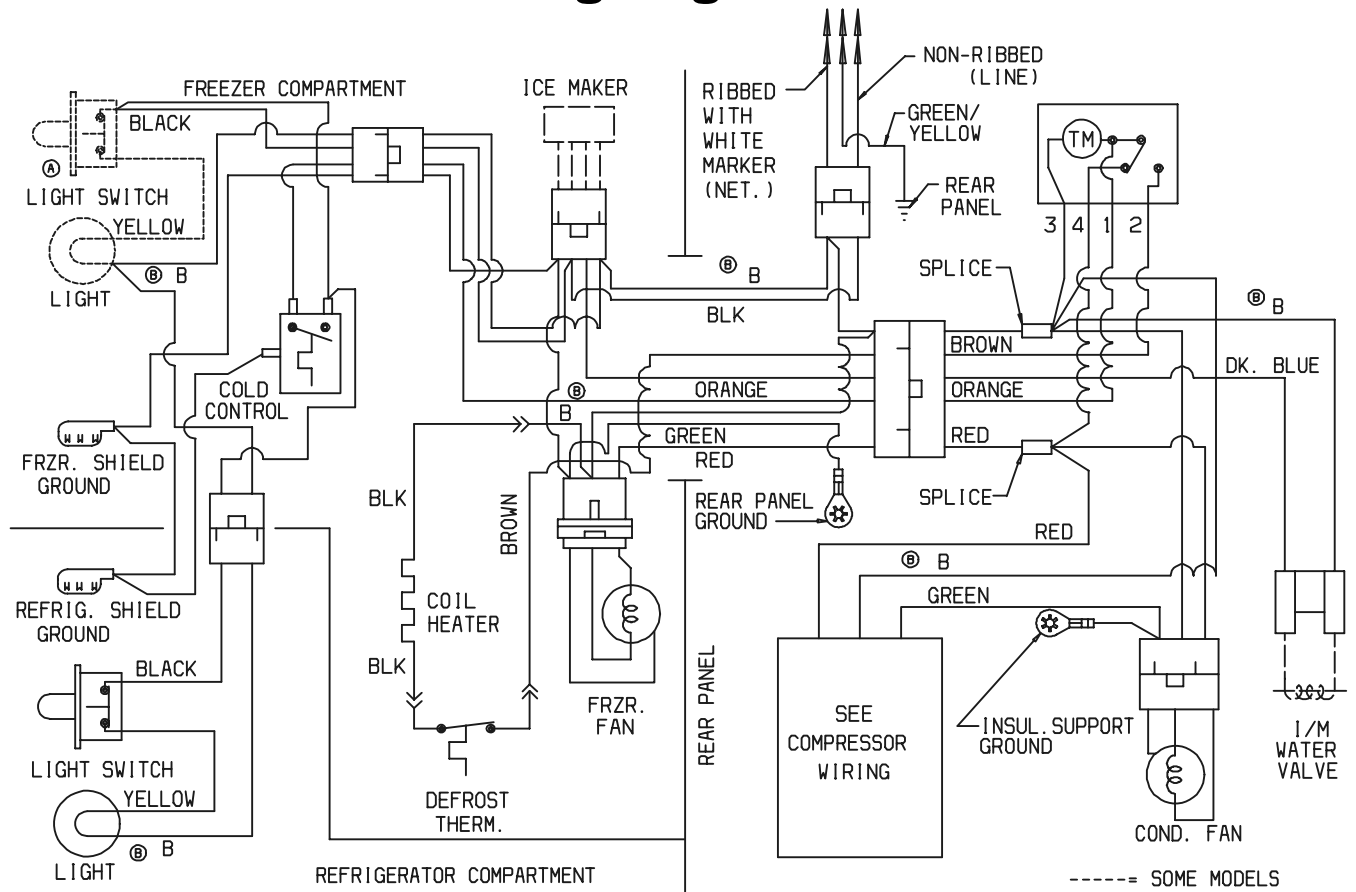 FREEZER COMPARTMENT
ICE MAKER
NON-RIBBED
(LINE)
RIBBED
WITH
WHITE
MARKER
(NET.)
GREEN/
YELLOW
REAR
PANEL
BLACK
A
LIGHT SWITCH
YELLOW
B B
LIGHT
TM
3 4 1 2
SPLICE
B B
BLK
B B
BROWN
DK. BLUE
COLD
CONTROL
ORANGE
ORANGE
B
B
GREEN
RED
RED
FRZR. SHIELD
GROUND
BLK
BROWN
REAR PANEL
GROUND
SPLICE
RED
B B
GREEN
REFRIG. SHIELD
GROUND
COIL
HEATER
BLK
BLACK
FRZR.
FAN
REAR PANEL
SEE
COMPRESSOR
WIRING
INSUL. SUPPORT
GROUND
I/M
WATER
VALVE
LIGHT SWITCH
YELLOW
DEFROST
THERM.
COND. FAN
B B
LIGHT
REFRIGERATOR COMPARTMENT
-----= SOME MODELS